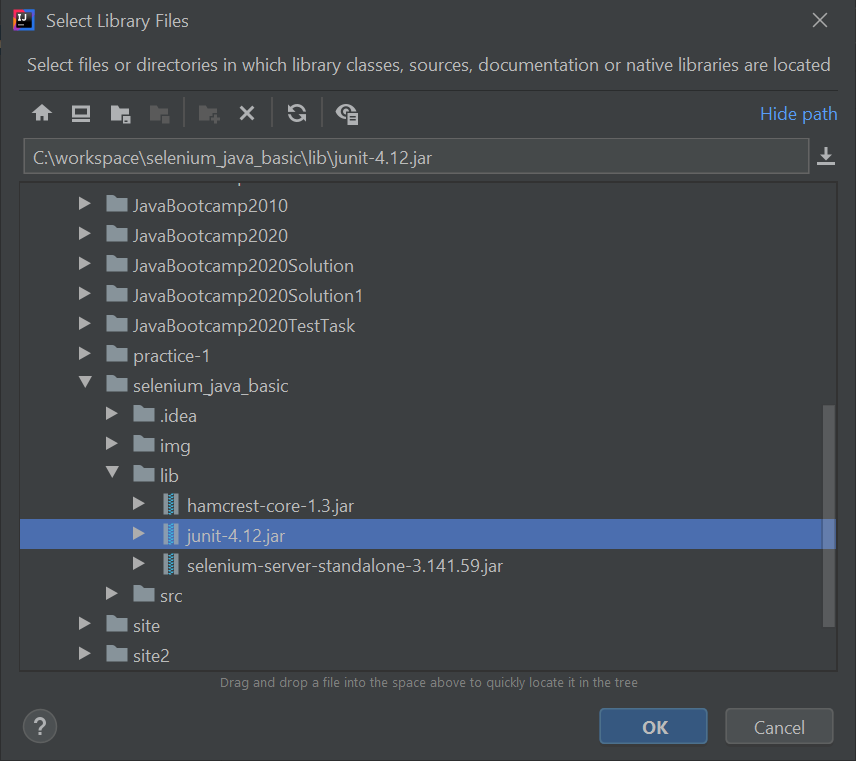 Select Library Files
Select files or directories in which library classes, sources, documentation or native libraries are located
Hide path
C:\workspace\selenium_java_basic\lib\junit-4.12.jar
JavaBootcamp2010
JavaBootcamp2020
JavaBootcamp2020Solution
JavaBootcamp2020Solution1
JavaBootcamp2020TestTask
practice-1
selenium_java_basic
.idea
img
lib
hamcrest-core-1.3.jar
junit-4.12.jar
selenium-server-standalone-3.141.59.jar
src
site
site2
Drag and drop a file into the space above to quickly locate it in the tree
? OK Cancel